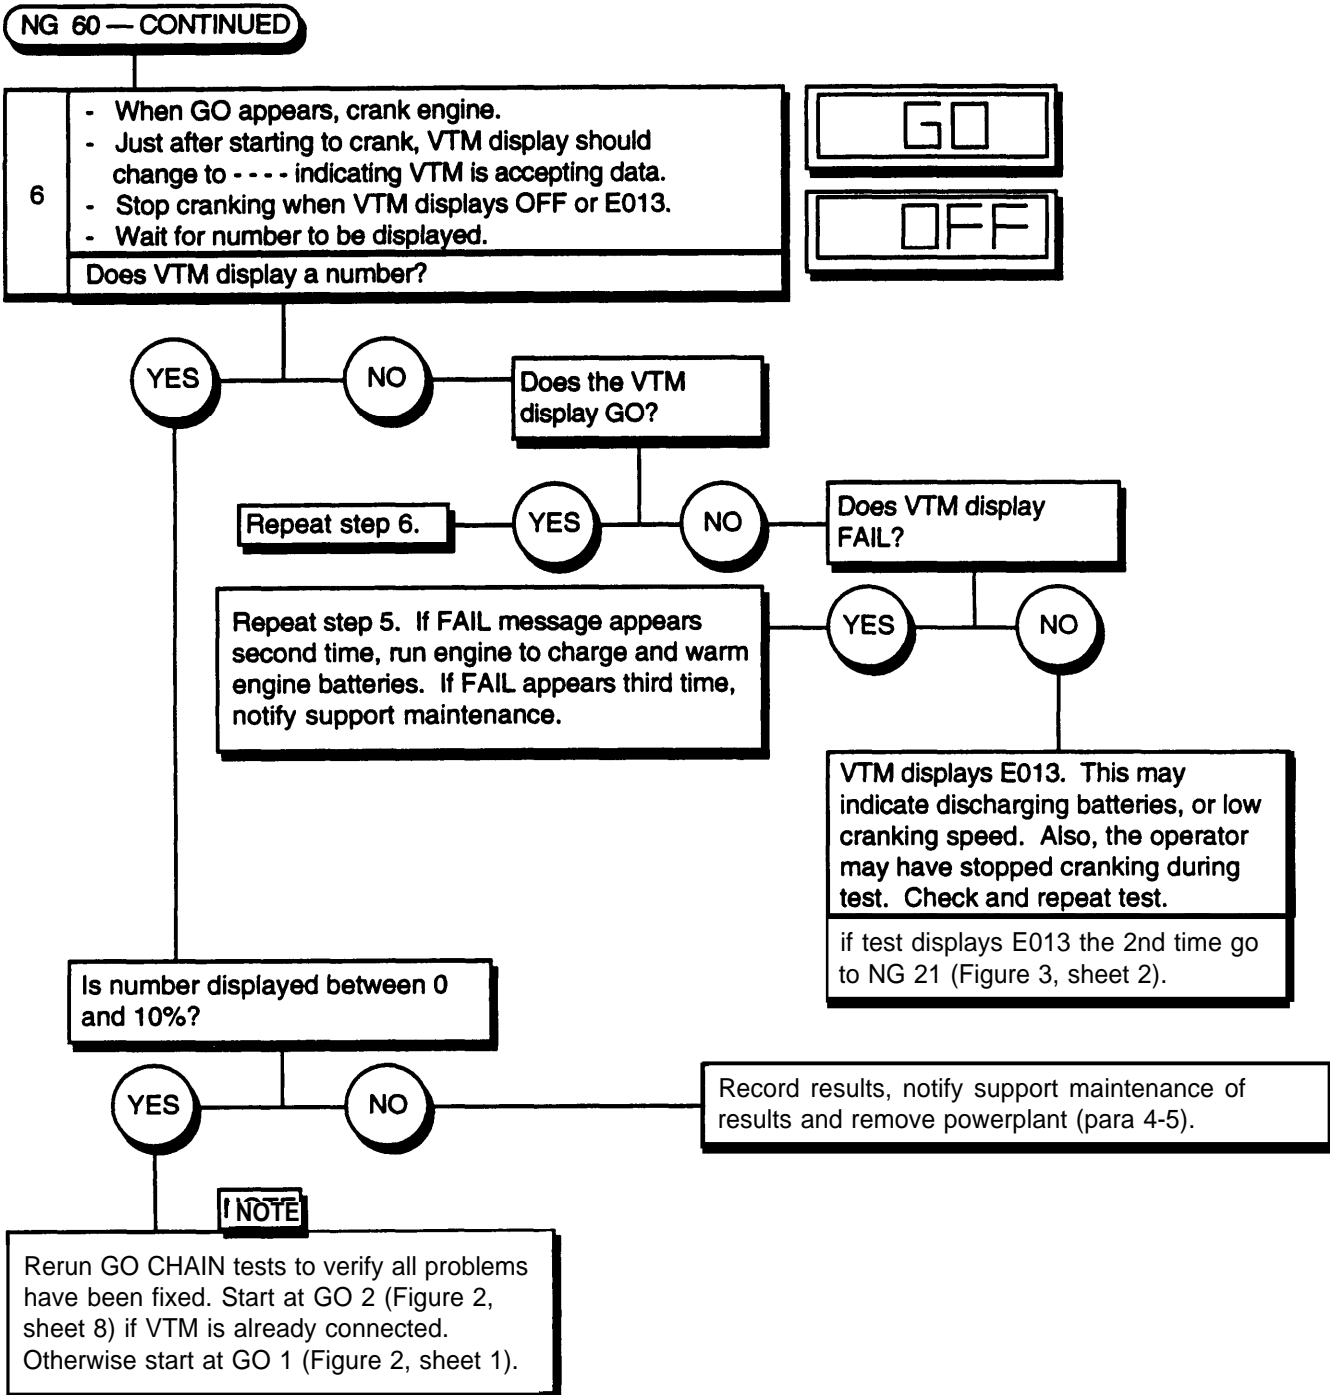 NG 60 — CONTINUED
6
- When GO appears, crank engine.
- Just after starting to crank, VTM display should
change to - - - - indicating VTM is accepting data.
- Stop cranking when VTM displays OFF or E013.
- Wait for number to be displayed.
Does VTM display a number?
GO
OFF
YES
NO
Does the VTM
display GO?
Repeat step 6.
YES
NO
Does VTM display
FAIL?
Repeat step 5. If FAIL message appears
second time, run engine to charge and warm
engine batteries. If FAIL appears third time,
notify support maintenance.
YES
NO
VTM displays E013. This may
indicate discharging batteries, or low
cranking speed. Also, the operator
may have stopped cranking during
test. Check and repeat test.
if test displays E013 the 2nd time go
to NG 21 (Figure 3, sheet 2).
Is number displayed between 0
and 10%?
YES
NO
Record results, notify support maintenance of
results and remove powerplant (para 4-5).
NOTE
Rerun GO CHAIN tests to verify all problems
have been fixed. Start at GO 2 (Figure 2,
sheet 8) if VTM is already connected.
Otherwise start at GO 1 (Figure 2, sheet 1).